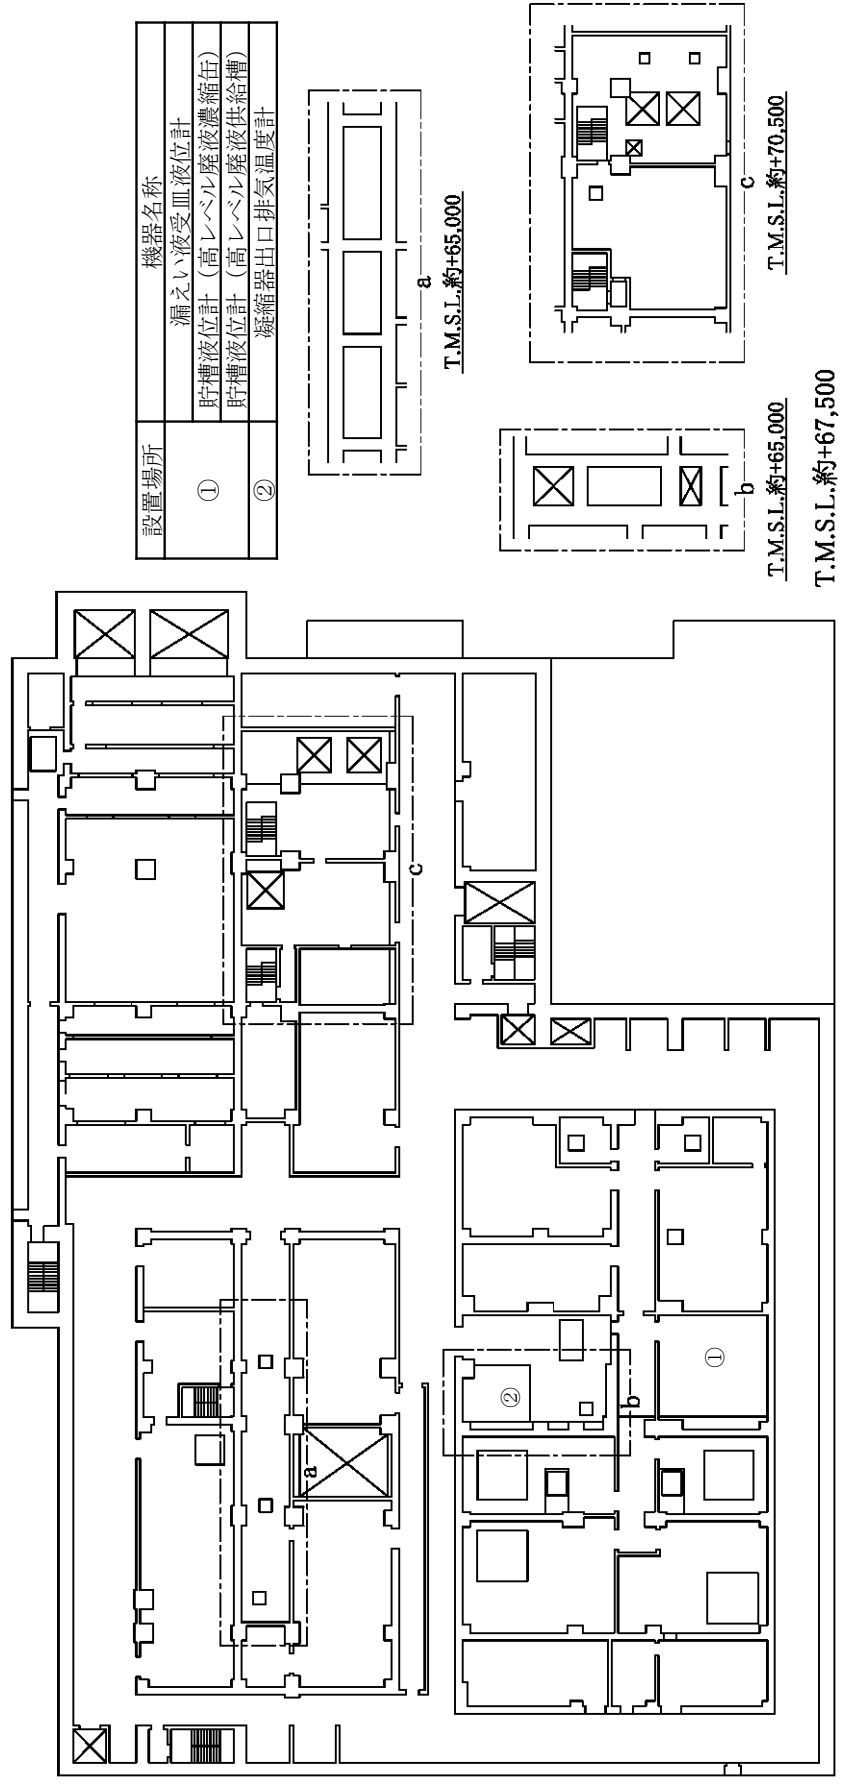 設置場所 機器名称
① 漏えい液受皿液位計
貯槽液位計（高レベル廃液濃縮缶）
貯槽液位計（高レベル廃液供給槽）
② 凝縮器出口排気温度計
a
T.M.S.L.約+65,000
b
T.M.S.L.約+65,000
c
T.M.S.L.約+70,500
T.M.S.L.約+67,500
a
b
c
①
②